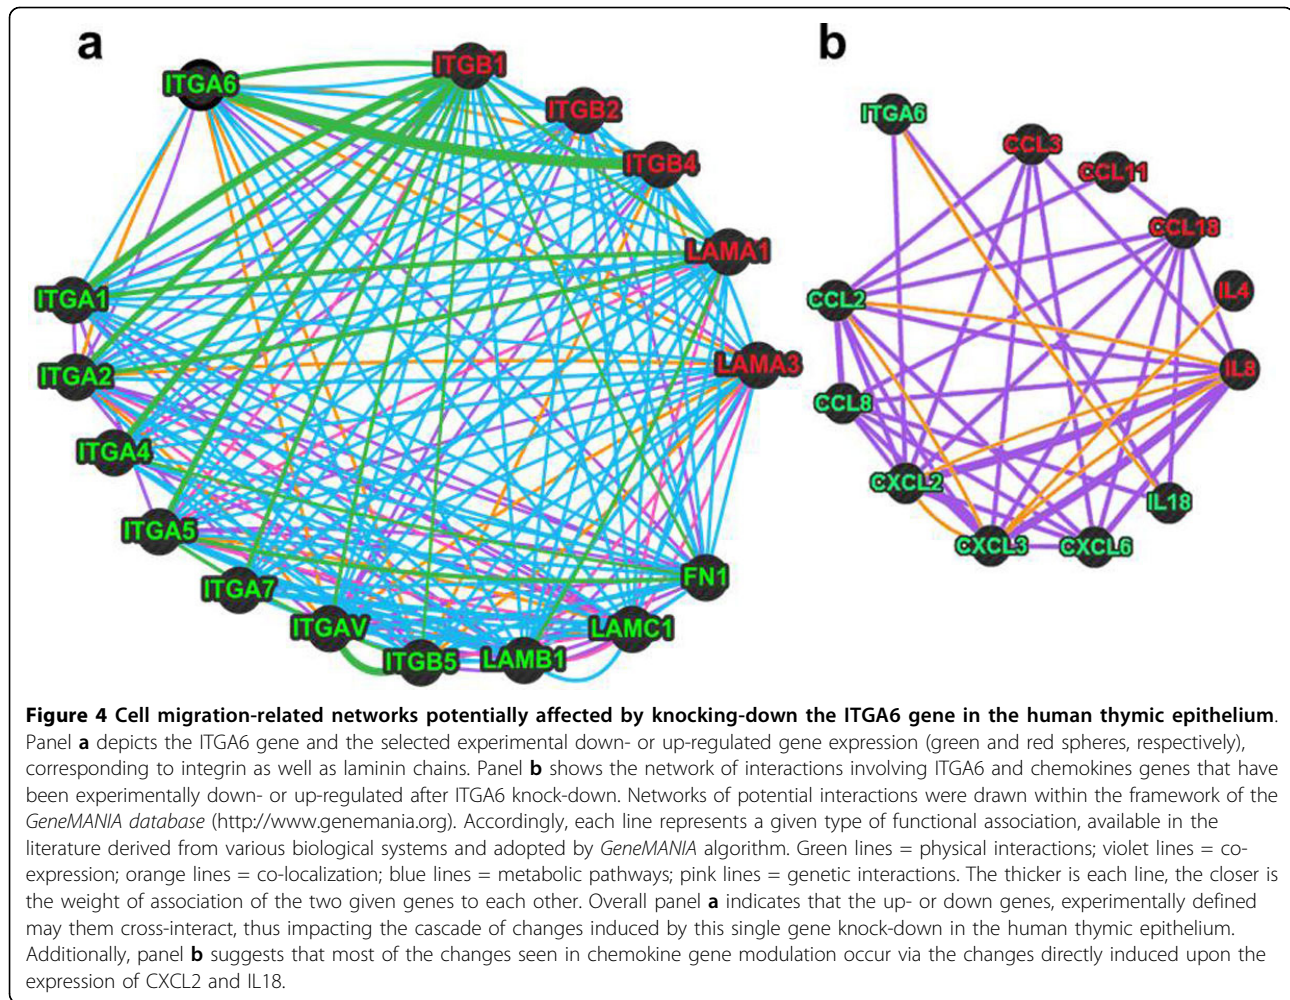 a
b
ITGA6
ITGB1
ITGB2
ITGB4
LAMA1
LAMA3
ITGA1
ITGA2
ITGA4
ITGA5
ITGA7
ITGAV
ITGB5
LAMB1
LAMC1
FN1
ITGA6
CCL3
CCL11
CCL18
IL4
IL8
CCL2
CCL8
CXCL2
CXCL3
CXCL6
IL18
Figure 4 Cell migration-related networks potentially affected by knocking-down the ITGA6 gene in the human thymic epithelium.
Panel a depicts the ITGA6 gene and the selected experimental down- or up-regulated gene expression (green and red spheres, respectively),
corresponding to integrin as well as laminin chains. Panel b shows the network of interactions involving ITGA6 and chemokines genes that have
been experimentally down- or up-regulated after ITGA6 knock-down. Networks of potential interactions were drawn within the framework of the
GeneMANIA database (http://www.genemania.org). Accordingly, each line represents a given type of functional association, available in the
literature derived from various biological systems and adopted by GeneMANIA algorithm. Green lines = physical interactions; violet lines = co-
expression; orange lines = co-localization; blue lines = metabolic pathways; pink lines = genetic interactions. The thicker is each line, the closer is
the weight of association of the two given genes to each other. Overall panel a indicates that the up- or down genes, experimentally defined
may them cross-interact, thus impacting the cascade of changes induced by this single gene knock-down in the human thymic epithelium.
Additionally, panel b suggests that most of the changes seen in chemokine gene modulation occur via the changes directly induced upon the
expression of CXCL2 and IL18.